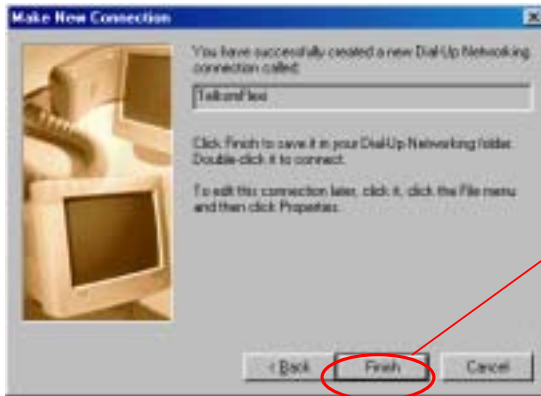 Make New Connection
You have successfully created a new Dial-Up Networking
connection called:
TelkomFlexi
Click Finish to save it in your Dial-Up Networking folder.
Double-click it to connect.
To edit this connection later, click it, click the File menu
and then click Properties.
< Back
Finish
Cancel